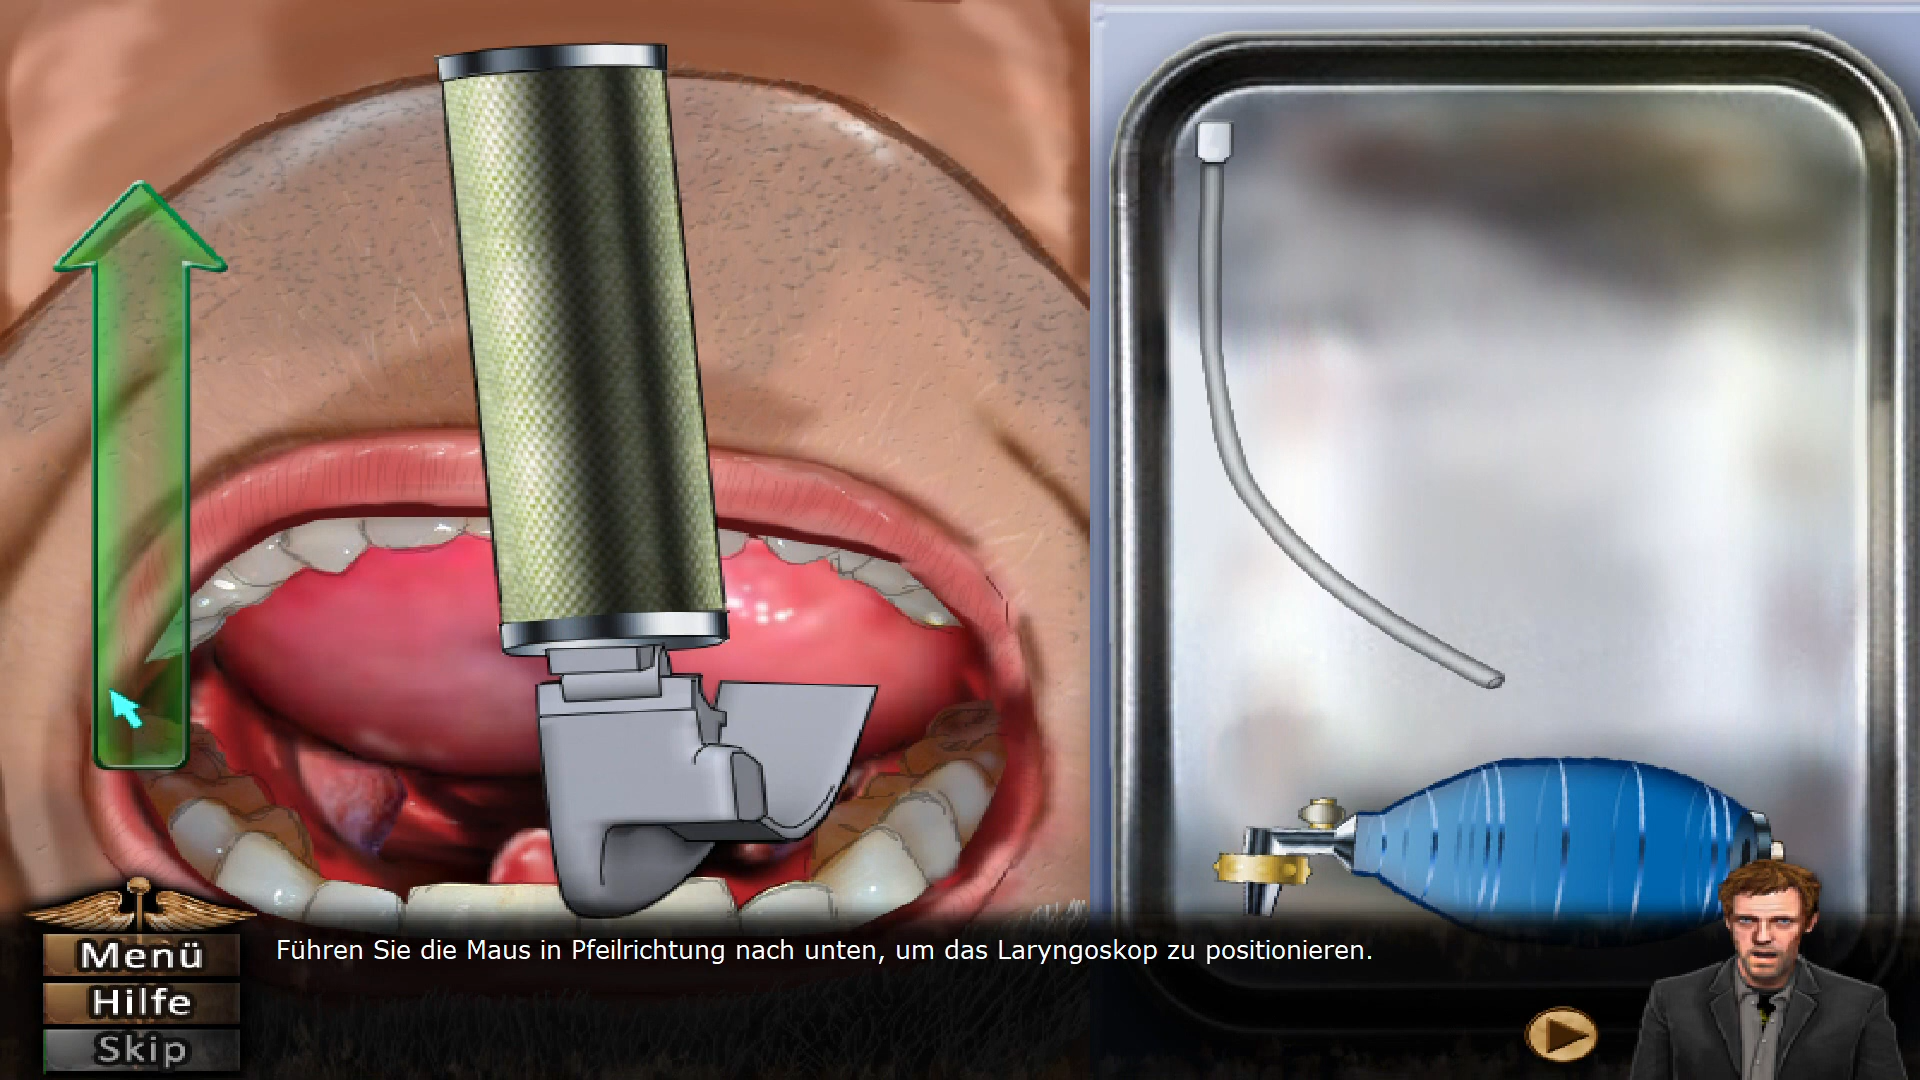 Führen Sie die Maus in Pfeilrichtung nach unten, um das Laryngoskop zu positionieren.
Menü
Hilfe
Skip